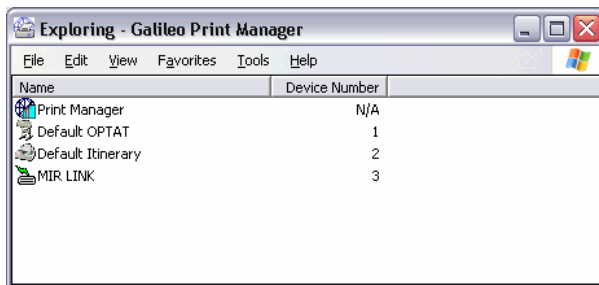 Exploring - Galileo Print Manager
File Edit View Favorites Tools Help
Name Device Number
Print Manager N/A
Default OPTAT 1
Default Itinerary 2
MIR LINK 3